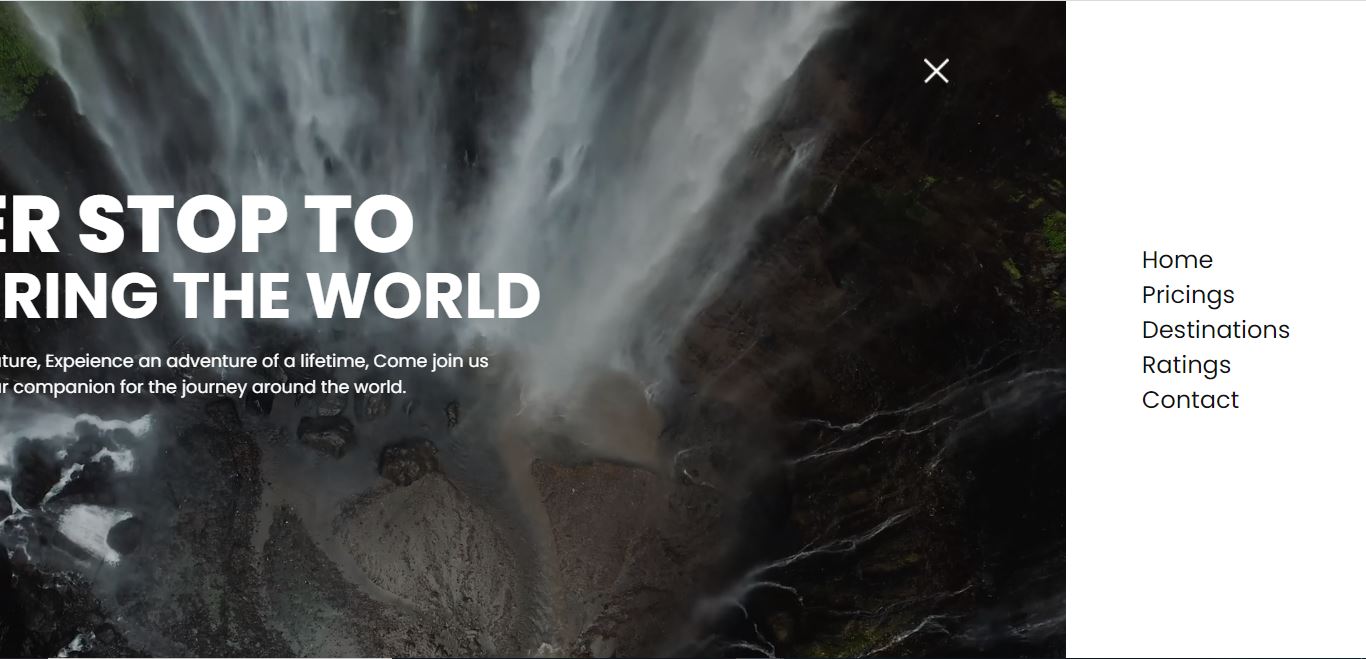 ER STOP TO
RING THE WORLD
ture, Expeience an adventure of a lifetime, Come join us
r companion for the journey around the world.
Home
Pricings
Destinations
Ratings
Contact